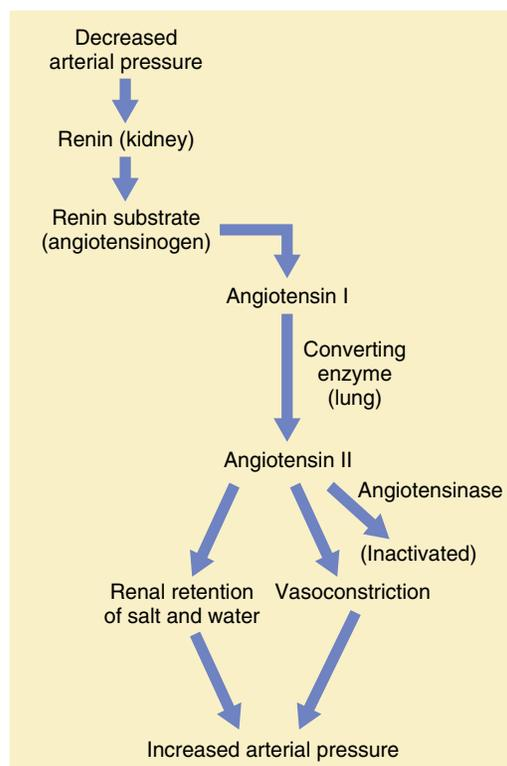 Decreased
arterial pressure
Renin (kidney)
Renin substrate
(angiotensinogen)
Angiotensin I
Converting
enzyme
(lung)
Angiotensin II
Angiotensinase
(Inactivated)
Renal retention
of salt and water
Vasoconstriction
Increased arterial pressure